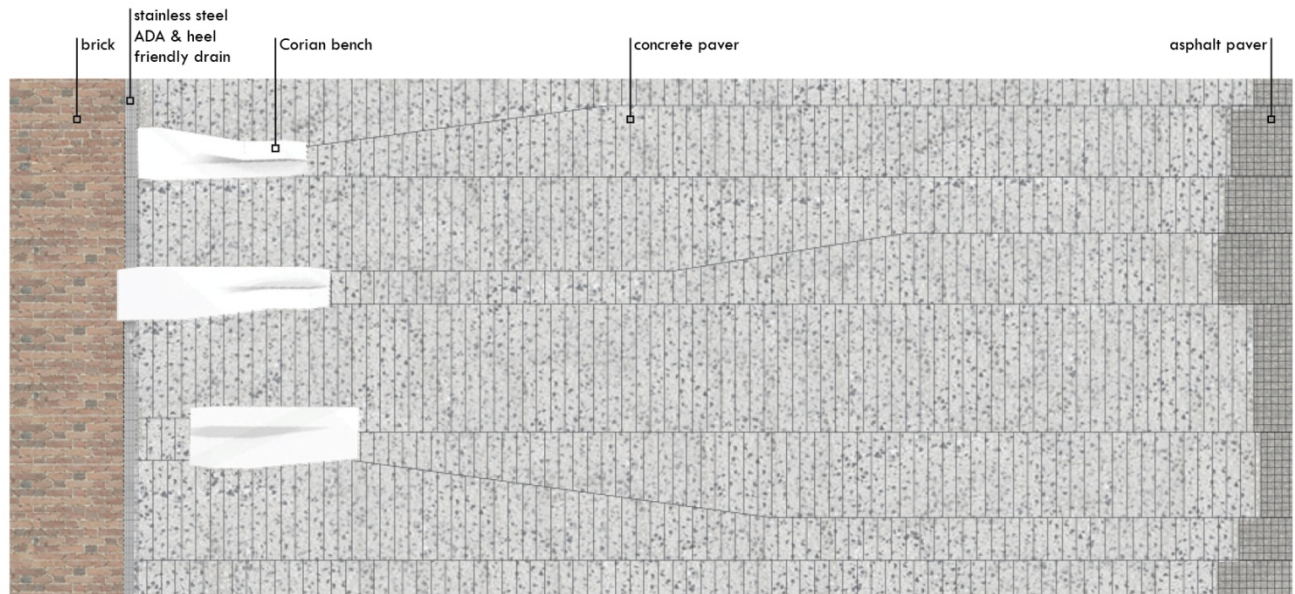 stainless steel
ADA & heel
friendly drain
brick
Corian bench
concrete paver
asphalt paver